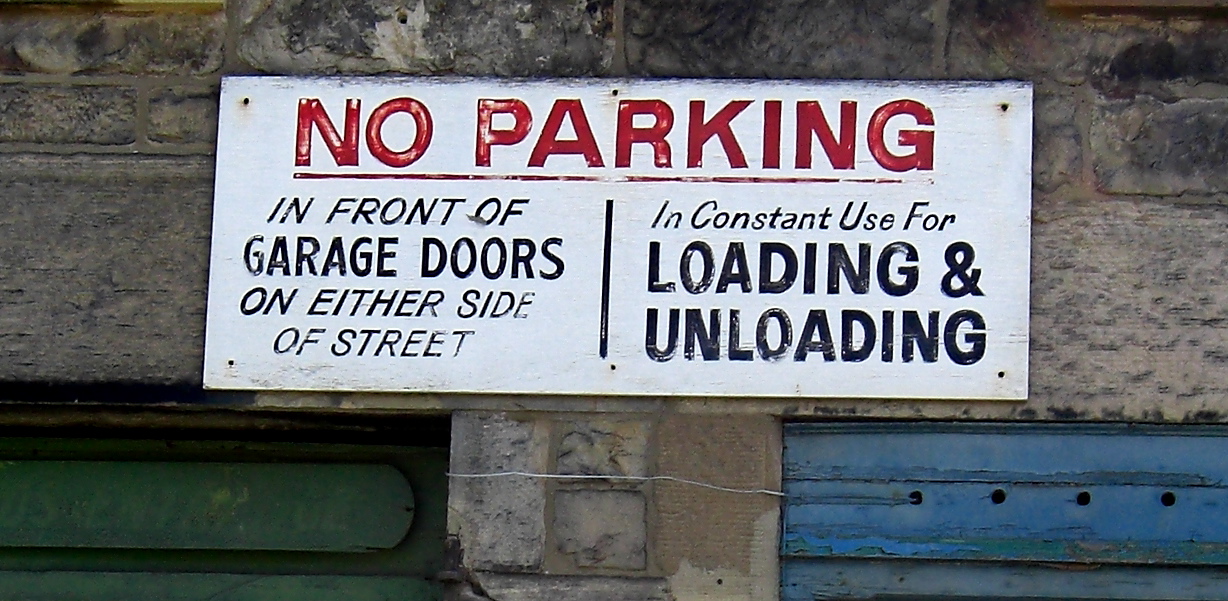 NO PARKING
IN FRONT OF
GARAGE DOORS
ON EITHER SIDE
OF STREET
In Constant Use For
LOADING &
UNLOADING